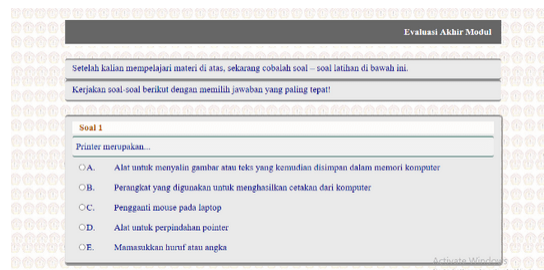 Evaluasi Akhir Modul
Setelah kalian mempelajari materi di atas, sekarang cobalah soal – soal latihan di bawah ini.
Kerjakan soal-soal berikut dengan memilih jawaban yang paling tepat!
Soal 1
Printer merupakan...
A. Alat untuk menyalin gambar atau teks yang kemudian disimpan dalam memori komputer
B. Perangkat yang digunakan untuk menghasilkan cetakan dari komputer
C. Pengganti mouse pada laptop
D. Alat untuk perpindahan pointer
E. Mamasukkan huruf atau angka
Activate Windows